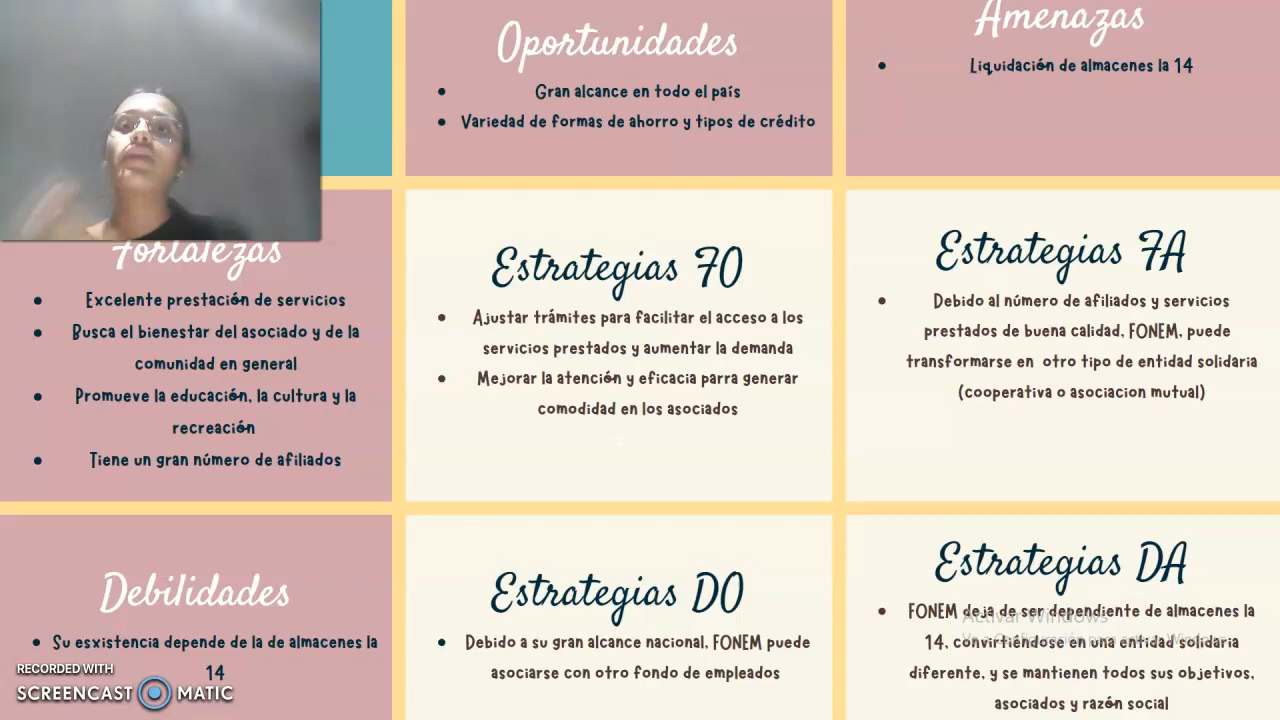 Oportunidades
Gran alcance en todo el país
Variedad de formas de ahorro y tipos de crédito
Amenazas
Liquidación de almacenes la 14
Fortalezas
Excelente prestación de servicios
Busca el bienestar del asociado y de la
comunidad en general
Promueve la educación, la cultura y la
recreación
Tiene un gran número de afiliados
Estrategias FO
Ajustar trámites para facilitar el acceso a los
servicios prestados y aumentar la demanda
Mejorar la atención y eficacia parra generar
comodidad en los asociados
Estrategias FA
Debido al número de afiliados y servicios
prestados de buena calidad, FONEM, puede
transformarse en otro tipo de entidad solidaria
(cooperativa o asociacion mutual)
Debilidades
Su esxistencia depende de la de almacenes la
14
Estrategias DO
Debido a su gran alcance nacional, FONEM puede
asociarse con otro fondo de empleados
Estrategias DA
FONEM deja de ser dependiente de almacenes la
14, convirtiéndose en una entidad solidaria
diferente, y se mantienen todos sus objetivos,
asociados y razón social
Activar Windows
RECORDED WITH
SCREENCAST MATIC